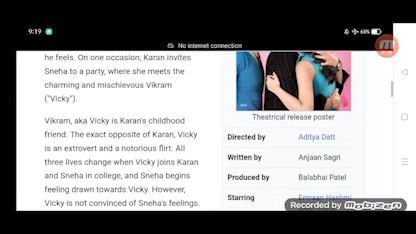 9:19
63%
No internet connection
he feels. On one occasion, Karan invites
Sneha to a party, where she meets the
charming and mischievous Vikram
("Vicky").
Vikram, aka Vicky is Karan's childhood
friend. The exact opposite of Karan, Vicky
is an extrovert and a notorious flirt. All
three lives change when Vicky joins Karan
and Sneha in college, and Sneha begins
feeling drawn towards Vicky. However,
Vicky is not convinced of Sneha's feelings.
Theatrical release poster
Directed by Aditya Datt
Written by Anjaan Sagri
Produced by Balabhai Patel
Starring Emraan Hashmi
Recorded by Mobizen